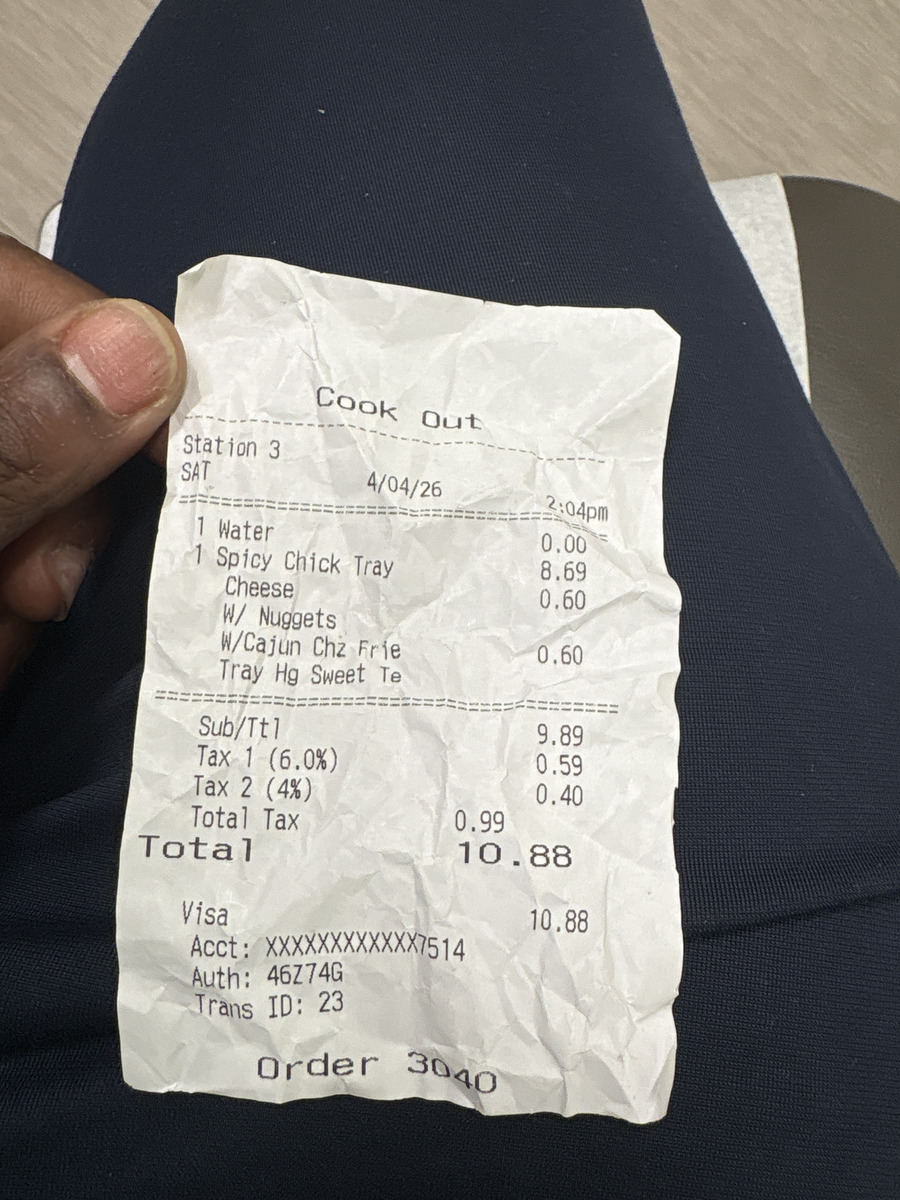 Cook Out
Station 3
SAT 4/04/26 2:04pm
1 Water 0.00
1 Spicy Chick Tray 8.69
Cheese 0.60
W/ Nuggets
W/Cajun Chz Frie 0.60
Tray Hg Sweet Te
Sub/Ttl 9.89
Tax 1 (6.0%) 0.59
Tax 2 (4%) 0.40
Total Tax 0.99
Total 10.88
Visa 10.88
Acct: XXXXXXXXXXXX7514
Auth: 46Z74G
Trans ID: 23
Order 3040